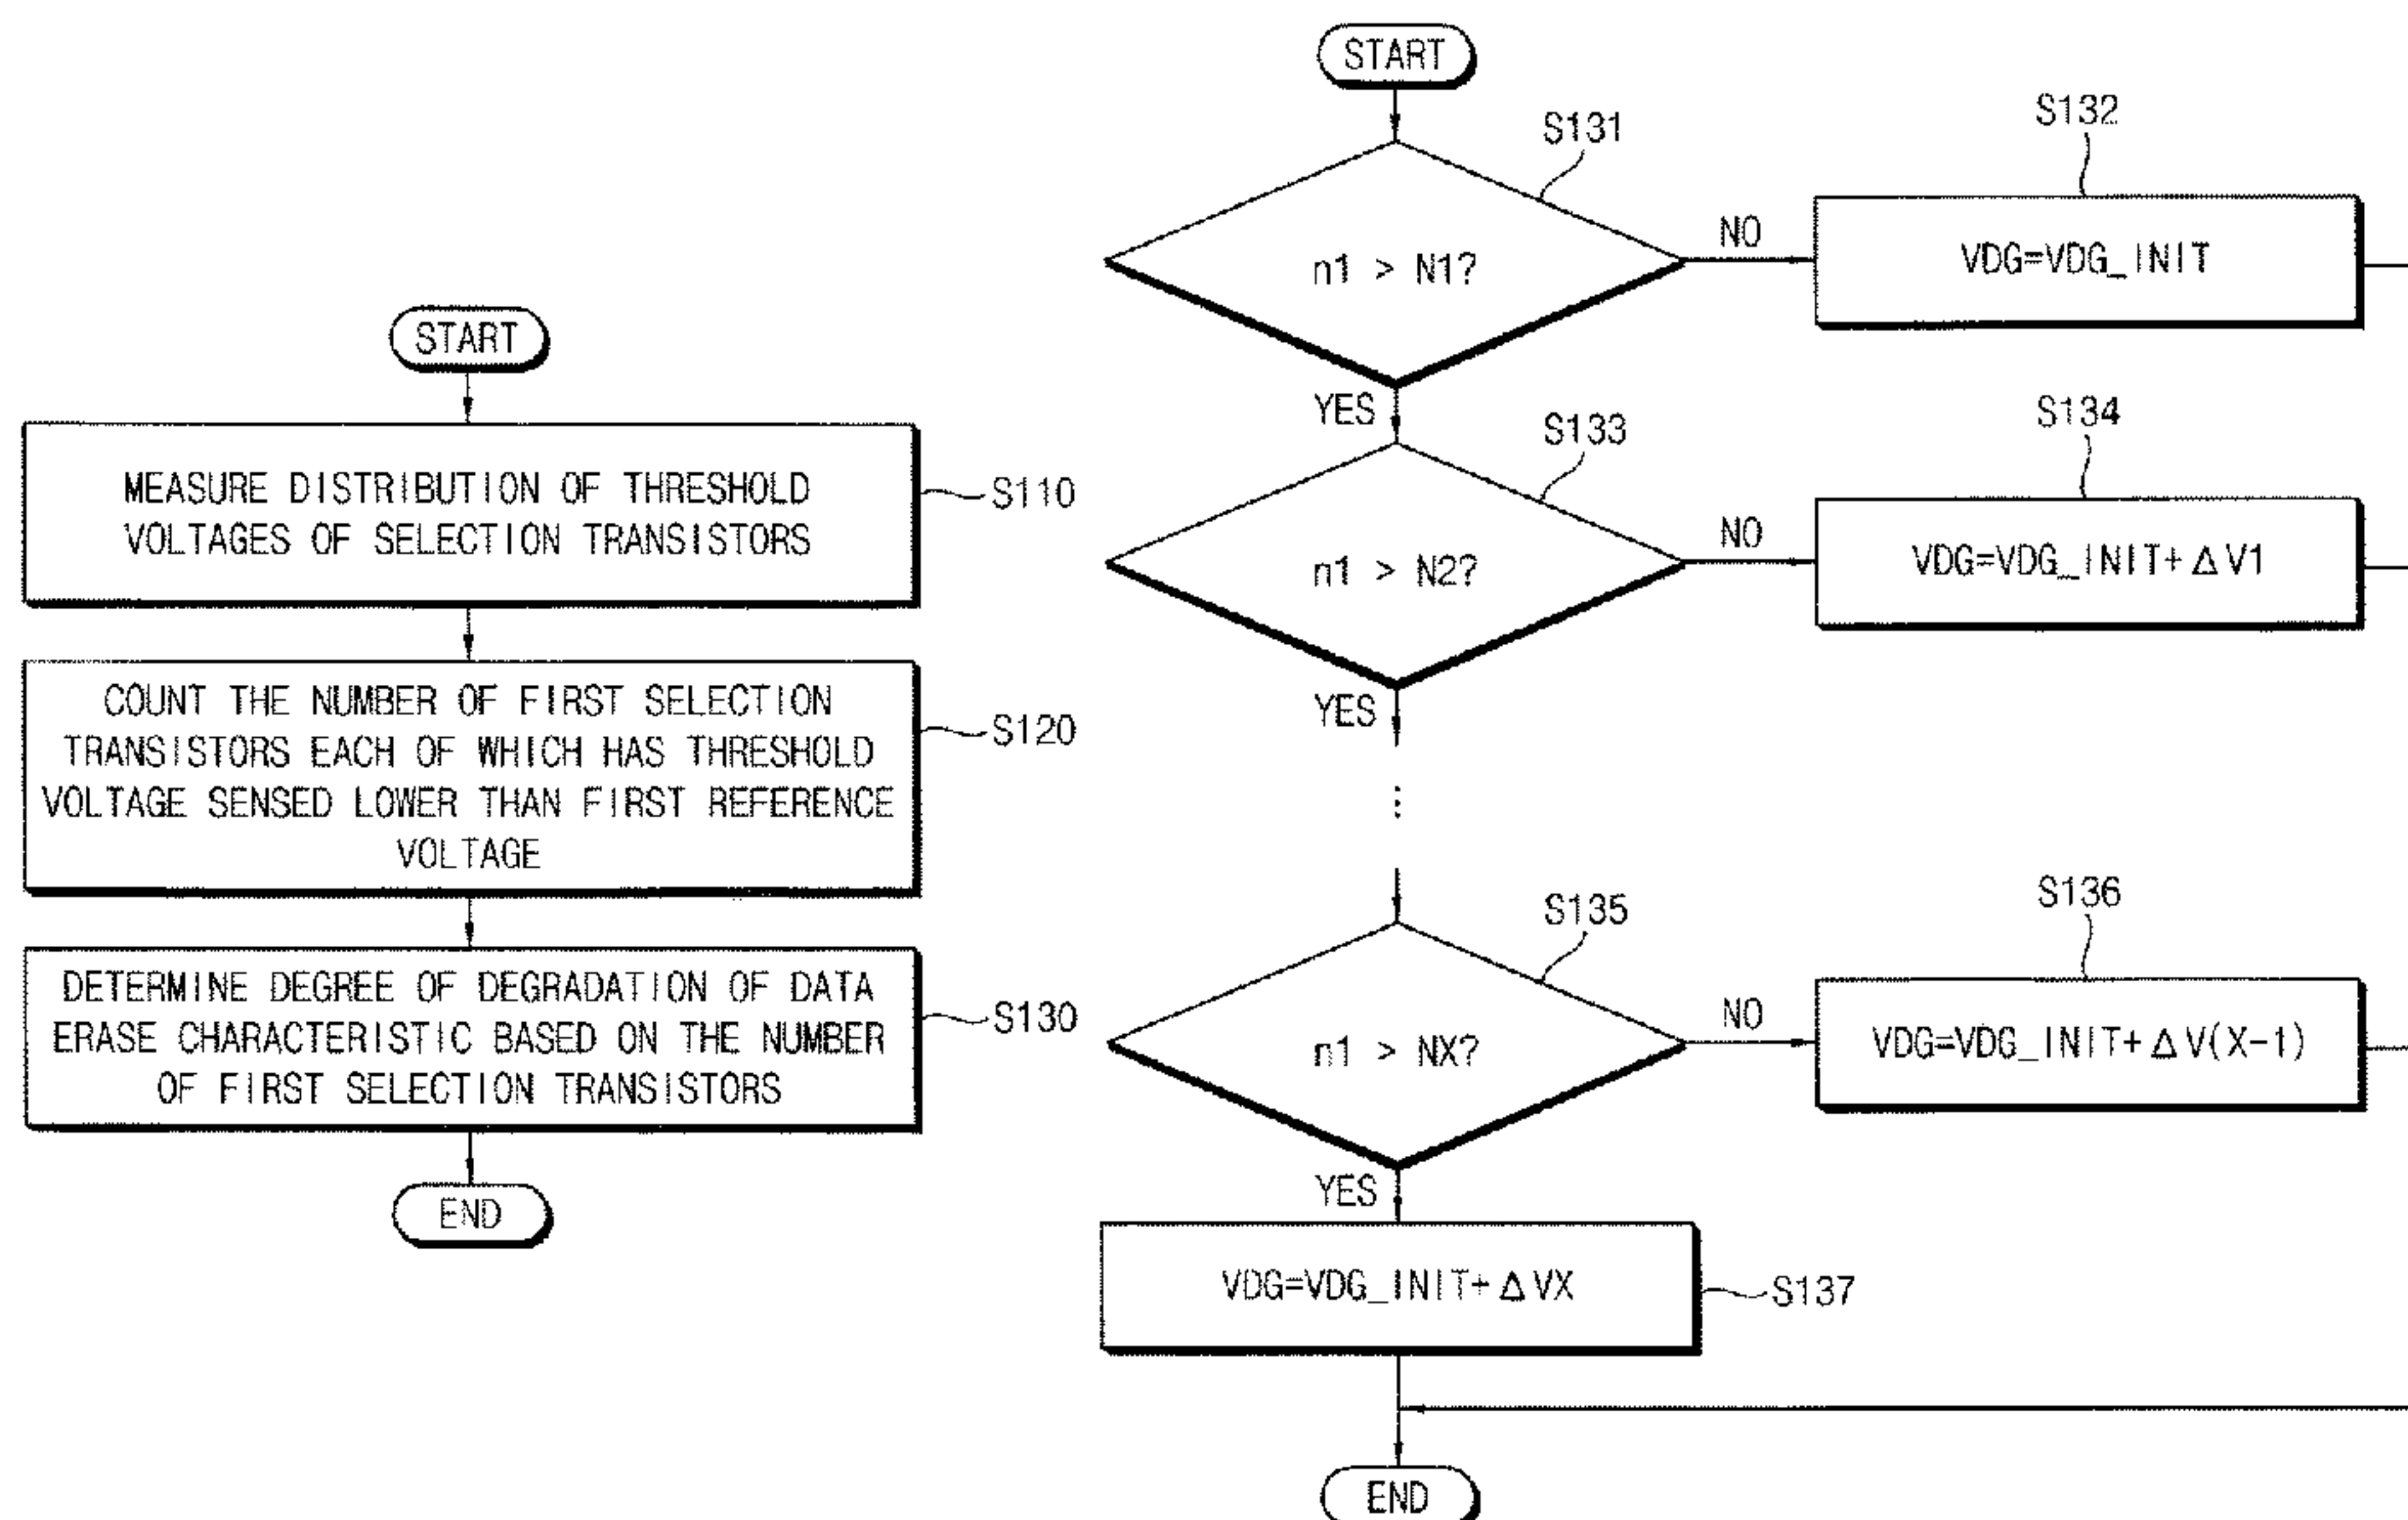 START
MEASURE DISTRIBUTION OF THRESHOLD
VOLTAGES OF SELECTION TRANSISTORS
S110
COUNT THE NUMBER OF FIRST SELECTION
TRANSISTORS EACH OF WHICH HAS THRESHOLD
VOLTAGE SENSED LOWER THAN FIRST REFERENCE
VOLTAGE
S120
DETERMINE DEGREE OF DEGRADATION OF DATA
ERASE CHARACTERISTIC BASED ON THE NUMBER
OF FIRST SELECTION TRANSISTORS
S130
END
START
S131
n1 > N1?
NO
S132
VDG=VDG_INIT
YES
S133
n1 > N2?
NO
S134
VDG=VDG_INIT+ΔV1
YES
⋮
S135
n1 > NX?
NO
S136
VDG=VDG_INIT+ΔV(X-1)
YES
VDG=VDG_INIT+ΔVX
S137
END